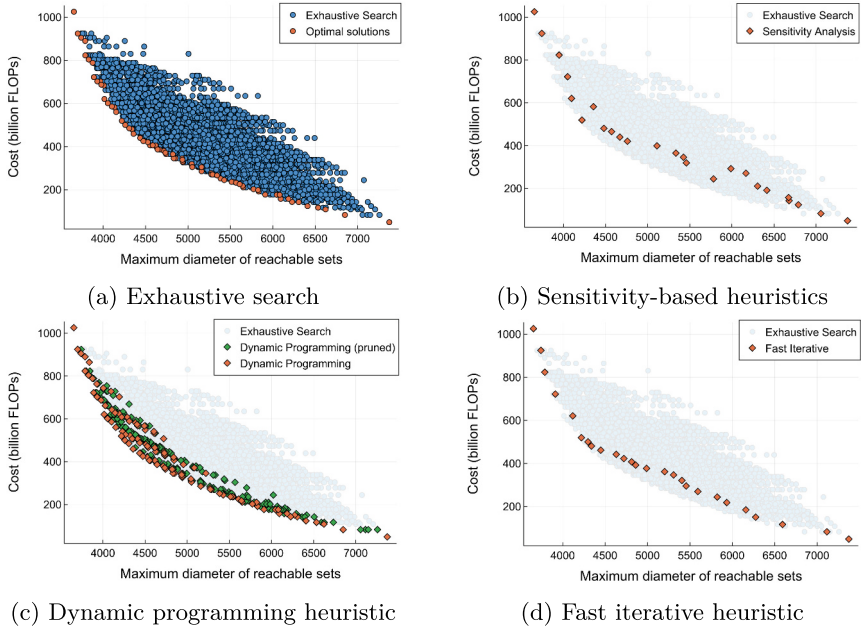 1000
800
600
400
200
Cost (billion FLOPs)
Exhaustive Search
Optimal solutions
4000 4500 5000 5500 6000 6500 7000
Maximum diameter of reachable sets
(a) Exhaustive search
1000
800
600
400
200
Cost (billion FLOPs)
Exhaustive Search
Sensitivity Analysis
4000 4500 5000 5500 6000 6500 7000
Maximum diameter of reachable sets
(b) Sensitivity-based heuristics
1000
800
600
400
200
Cost (billion FLOPs)
Exhaustive Search
Dynamic Programming (pruned)
Dynamic Programming
4000 4500 5000 5500 6000 6500 7000
Maximum diameter of reachable sets
(c) Dynamic programming heuristic
1000
800
600
400
200
Cost (billion FLOPs)
Exhaustive Search
Fast Iterative
4000 4500 5000 5500 6000 6500 7000
Maximum diameter of reachable sets
(d) Fast iterative heuristic